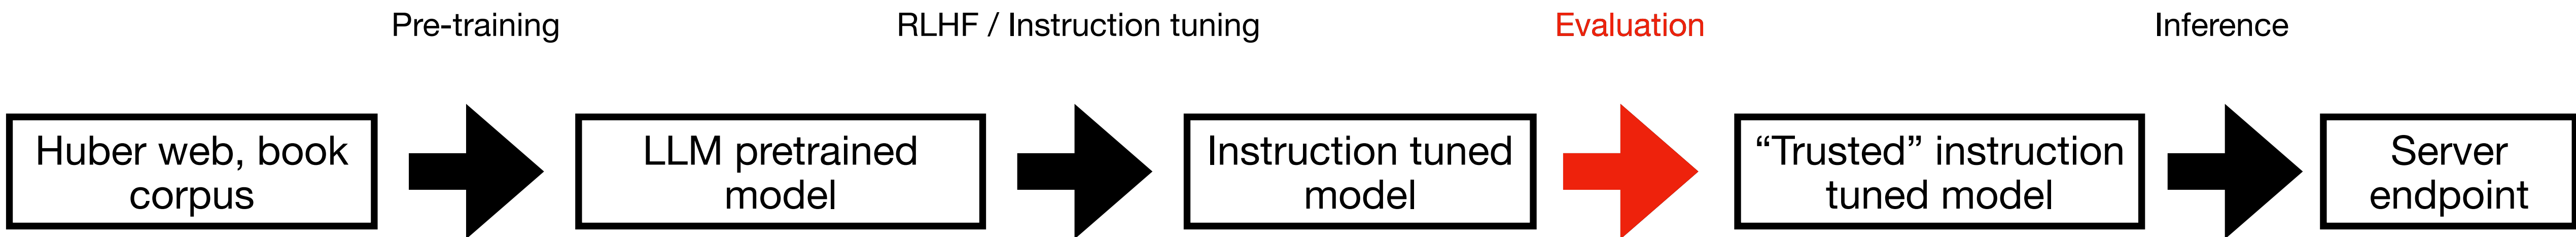 Pre-training
RLHF / Instruction tuning
Evaluation
Inference
Huber web, book
corpus
LLM pretrained
model
Instruction tuned
model
“Trusted” instruction
tuned model
Server
endpoint